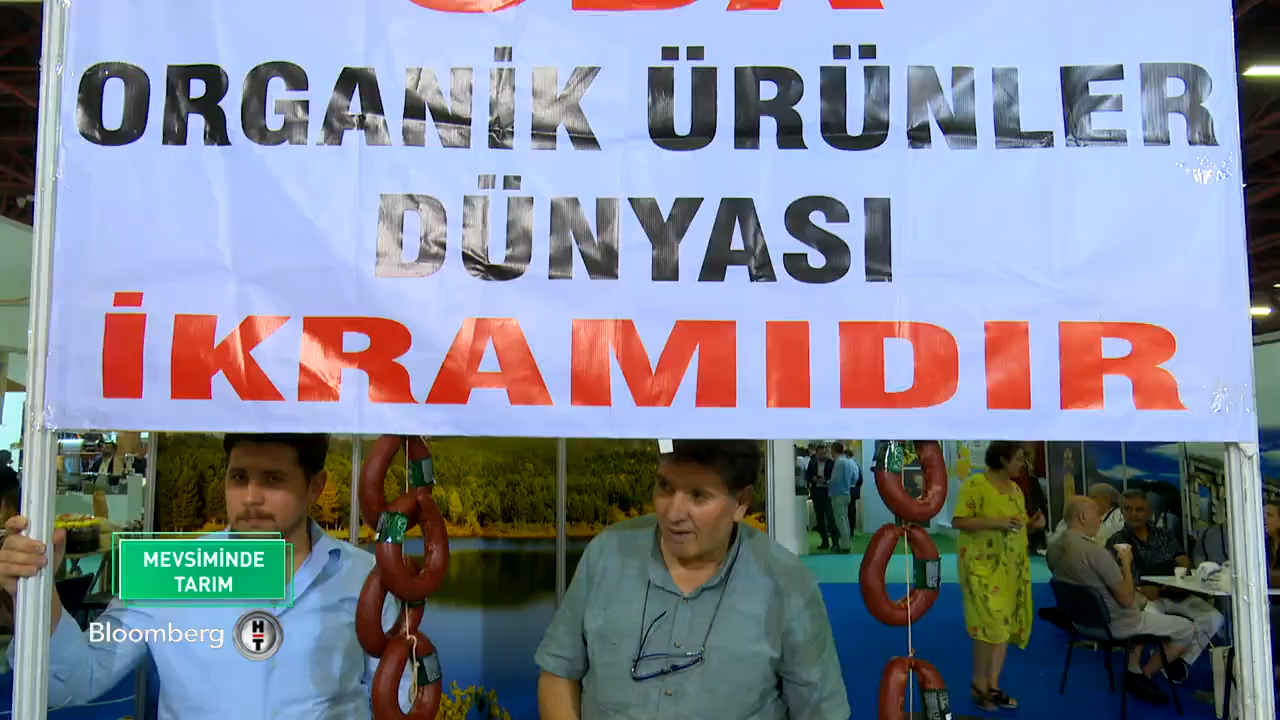 ORGANİK ÜRÜNLER
DÜNYASI
İKRAMIDIR
MEVSİMİNDE
TARIM
Bloomberg HT